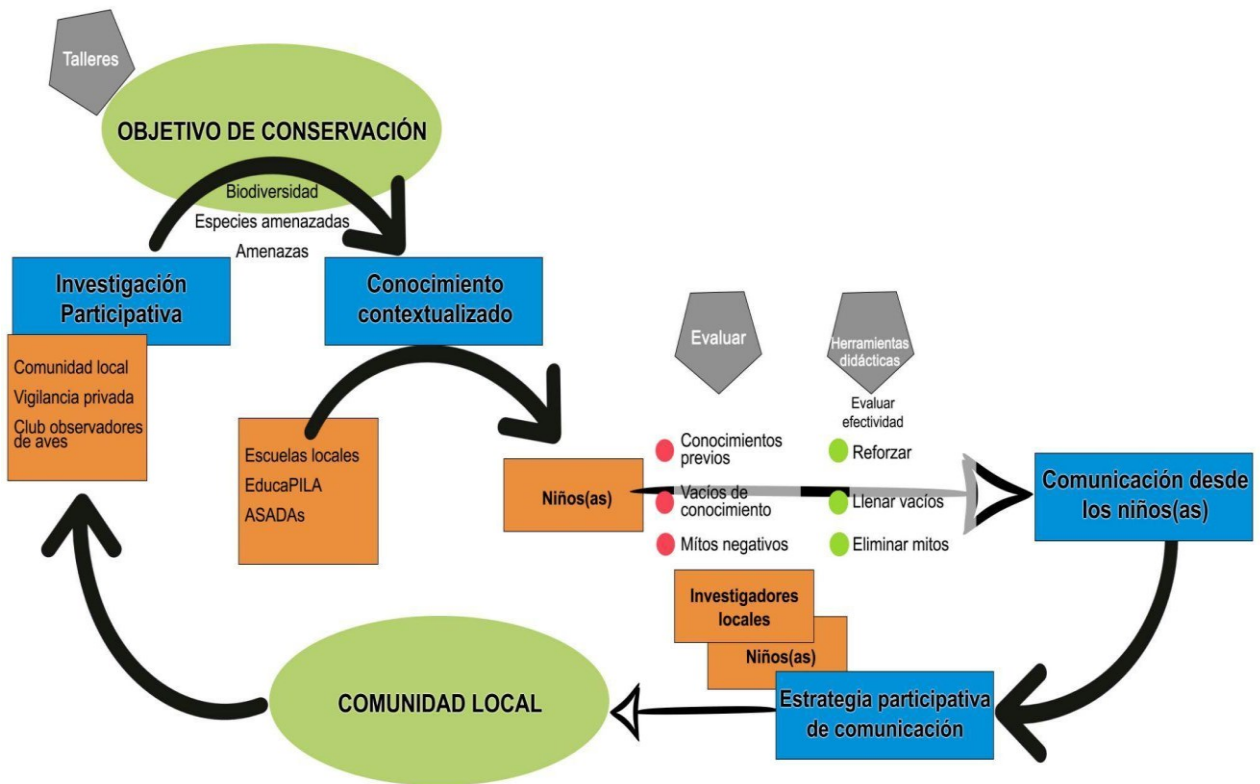 Talleres
OBJETIVO DE CONSERVACIÓN
Biodiversidad
Especies amenazadas
Amenazas
Investigación
Participativa
Conocimiento
contextualizado
Comunidad local
Vigilancia privada
Club observadores
de aves
Escuelas locales
EducaPILA
ASADAs
Niños(as)
Evaluar
Conocimientos
previos
Vacíos de
conocimiento
Mítos negativos
Herramientas
didácticas
Evaluar
efectividad
Reforzar
Llenar vacíos
Eliminar mitos
Comunicación desde
los niños(as)
Investigadores
locales
Niños(as)
Estrategia participativa
de comunicación
COMUNIDAD LOCAL